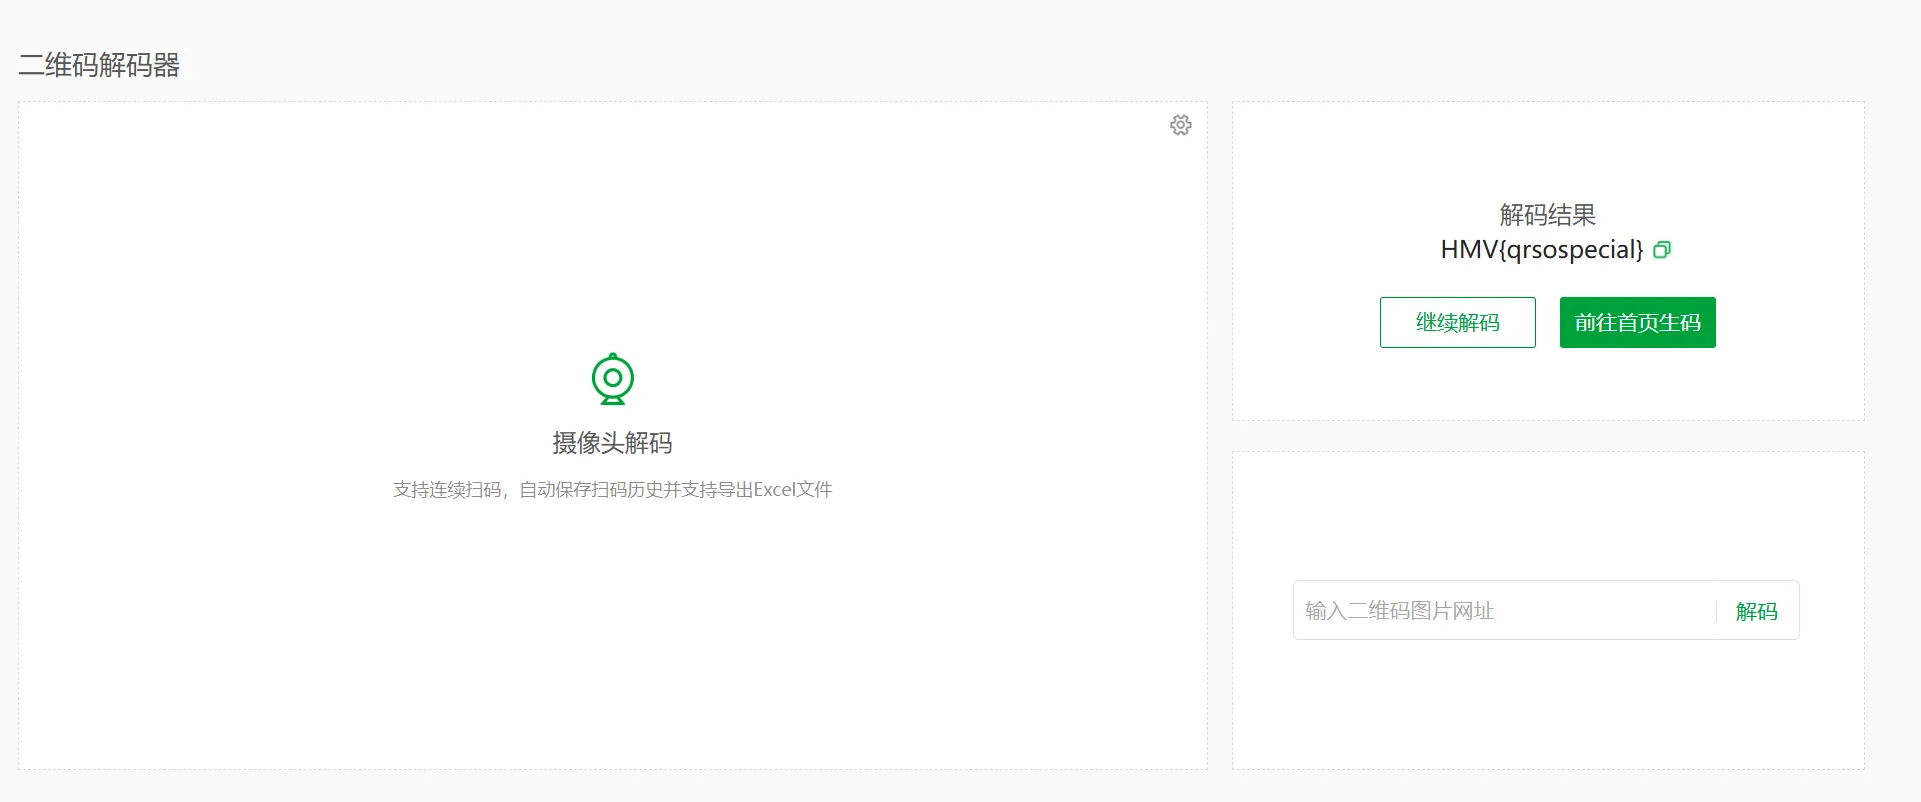 二维码解码器
摄像头解码
支持连续扫码，自动保存扫码历史并支持导出Excel文件
解码结果
HMV{qrsospecial}
继续解码
前往首页生码
输入二维码图片网址
解码